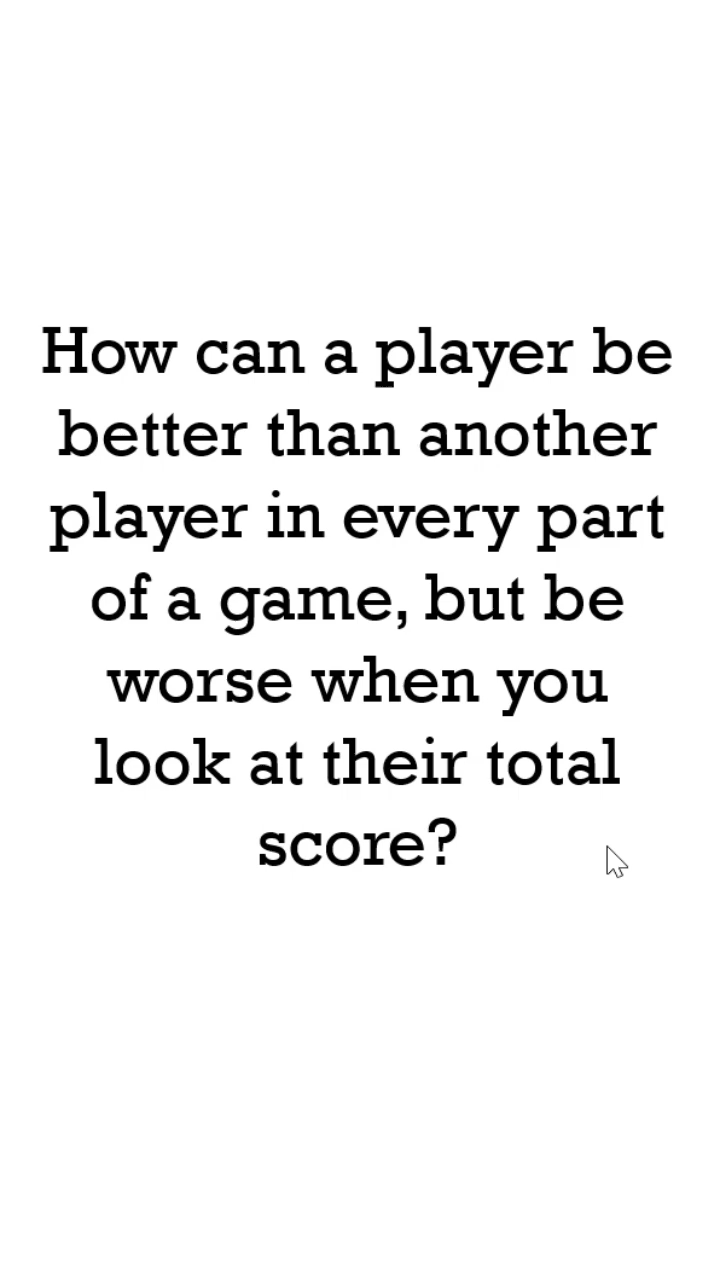 How can a player be
better than another
player in every part
of a game, but be
worse when you
look at their total
score?